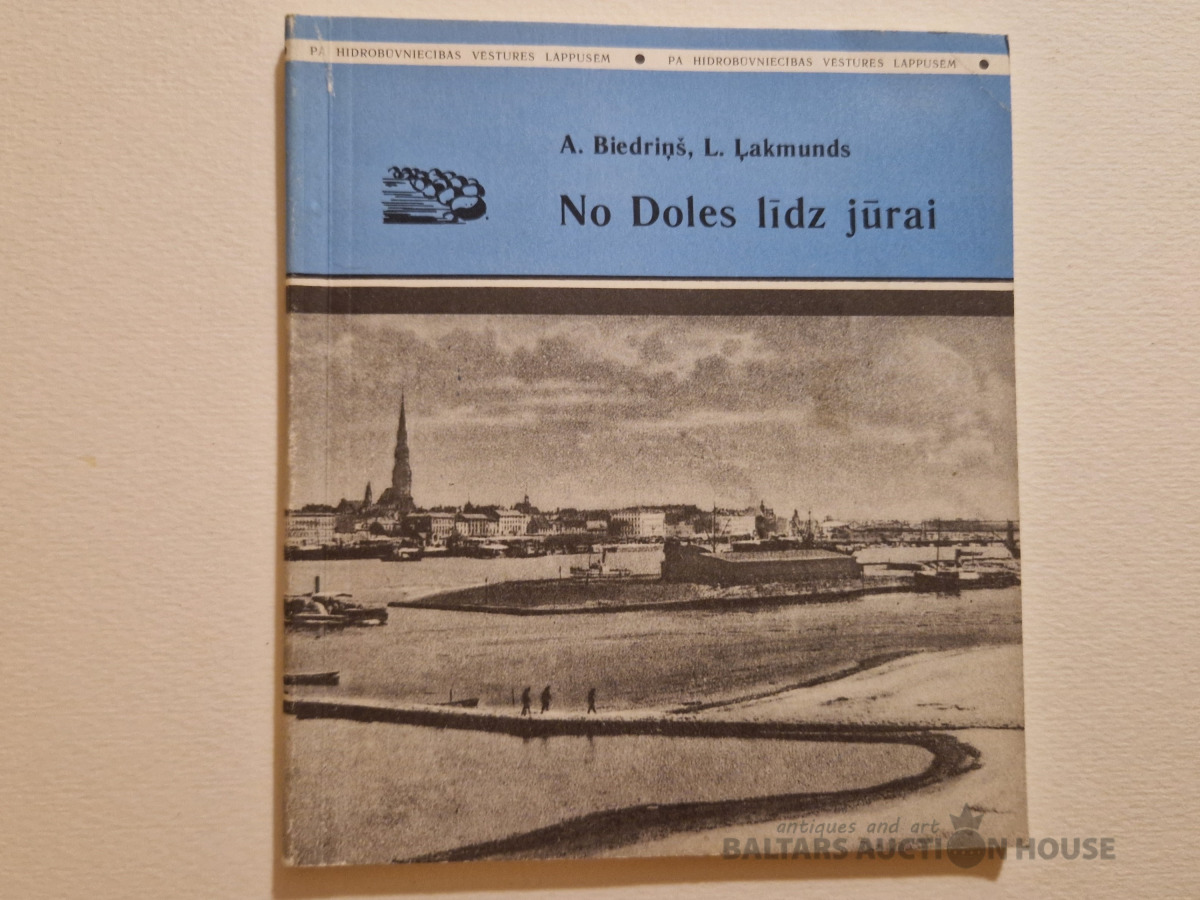 PA HIDROBŪVNIECĪBAS VĒSTURES LAPPUSĒM ● PA HIDROBŪVNIECĪBAS VĒSTURES LAPPUSĒM ●
A. Biedriņš, L. Ļakmunds
No Doles līdz jūrai
antiques and art
BALTARS AUCTION HOUSE